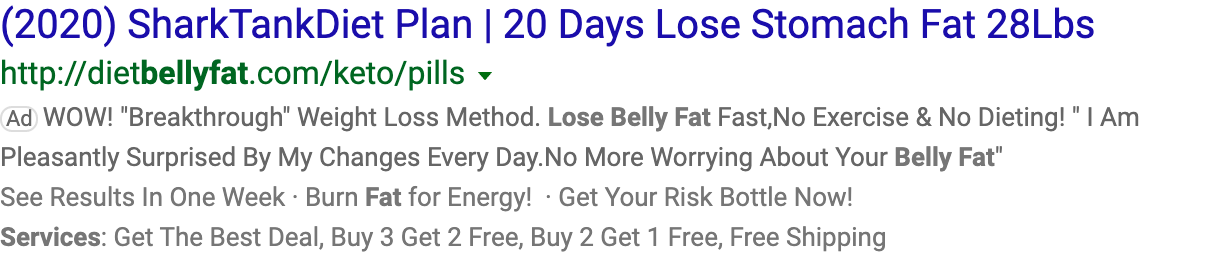 (2020) SharkTankDiet Plan | 20 Days Lose Stomach Fat 28Lbs
http://dietbellyfat.com/keto/pills
Ad WOW! "Breakthrough" Weight Loss Method. Lose Belly Fat Fast,No Exercise & No Dieting! " I Am
Pleasantly Surprised By My Changes Every Day.No More Worrying About Your Belly Fat"
See Results In One Week · Burn Fat for Energy! · Get Your Risk Bottle Now!
Services: Get The Best Deal, Buy 3 Get 2 Free, Buy 2 Get 1 Free, Free Shipping